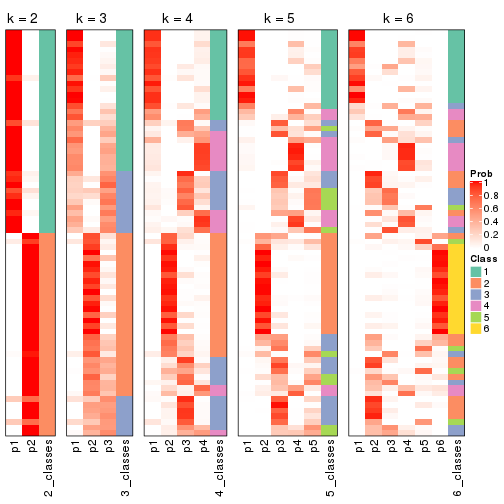 k = 2
k = 3
k = 4
k = 5
k = 6
Prob
1
0.8
0.6
0.4
0.2
0
Class
1
2
3
4
5
6
p1
p2
2_classes
p1
p2
p3
3_classes
p1
p2
p3
p4
4_classes
p1
p2
p3
p4
p5
5_classes
p1
p2
p3
p4
p5
p6
6_classes